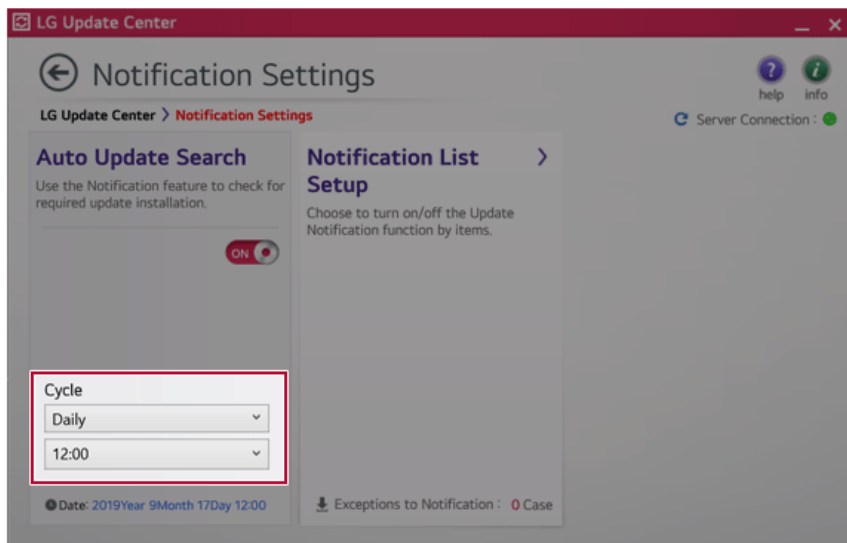 LG Update Center
Notification Settings
help
info
LG Update Center > Notification Settings
Server Connection :
Auto Update Search
Use the Notification feature to check for
required update installation.
ON
Notification List
Setup
Choose to turn on/off the Update
Notification function by items.
Cycle
Daily
12:00
Date: 2019Year 9Month 17Day 12:00
Exceptions to Notification : 0 Case